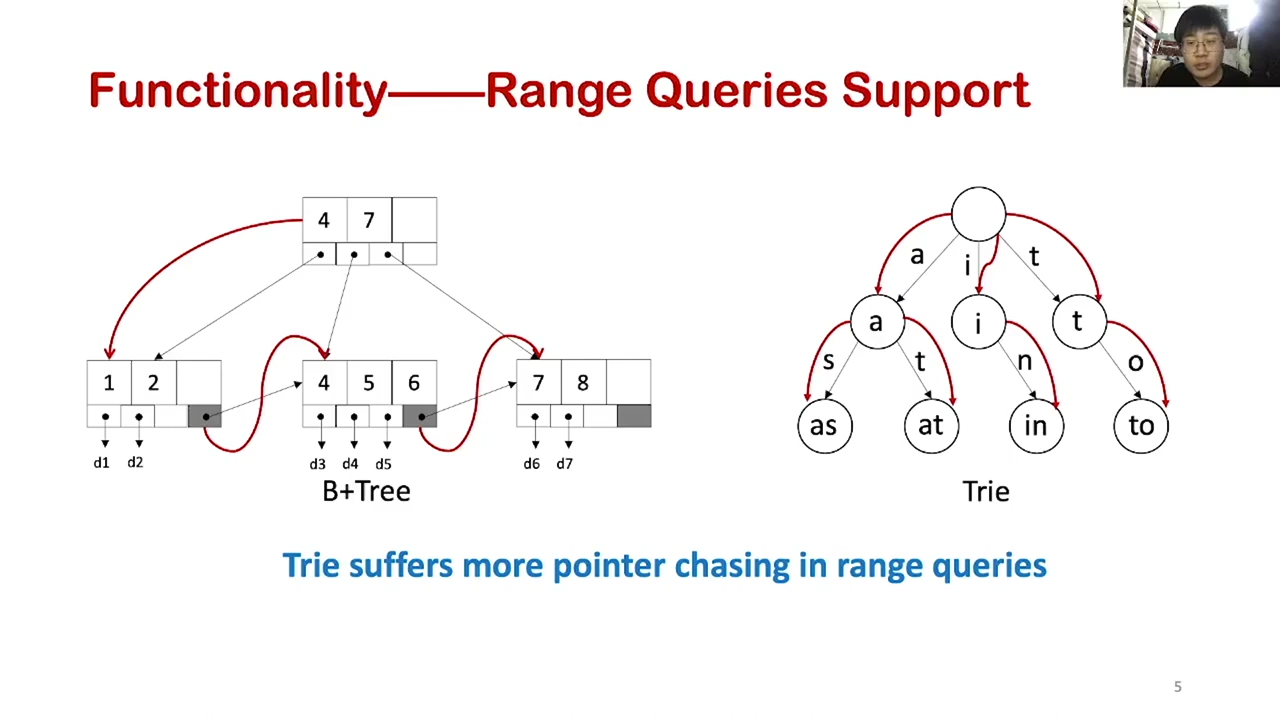 Functionality——Range Queries Support
4 7
1 2
4 5 6
7 8
d1 d2
d3 d4 d5
d6 d7
B+Tree
a i t
a i t
s t n o
as at in to
Trie
Trie suffers more pointer chasing in range queries
5